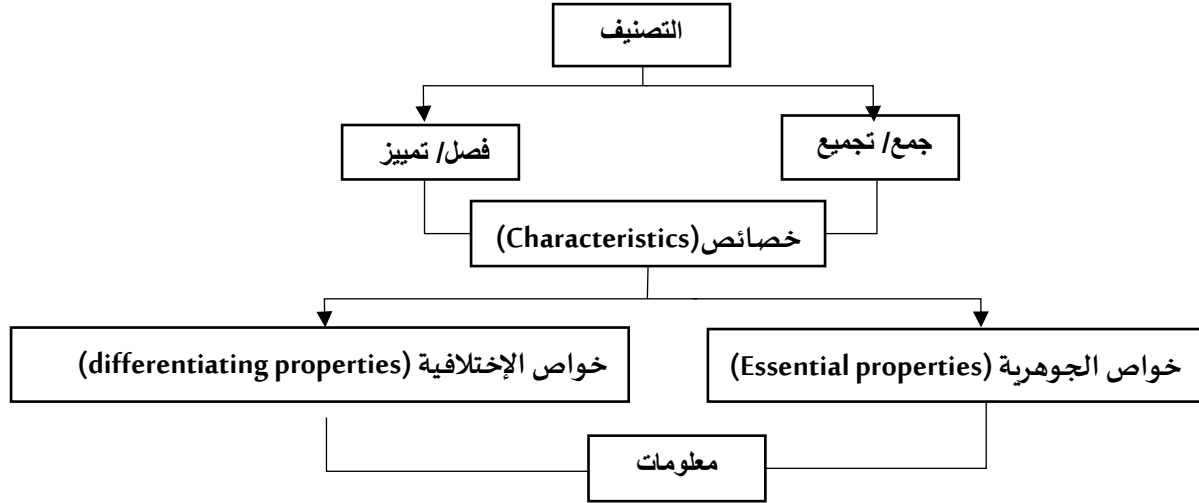 التصنيف
جمع/ تجميع
فصل/ تمييز
خصائص(Characteristics)
خواص الجوهرية (Essential properties)
خواص الإختلافية (differentiating properties)
معلومات